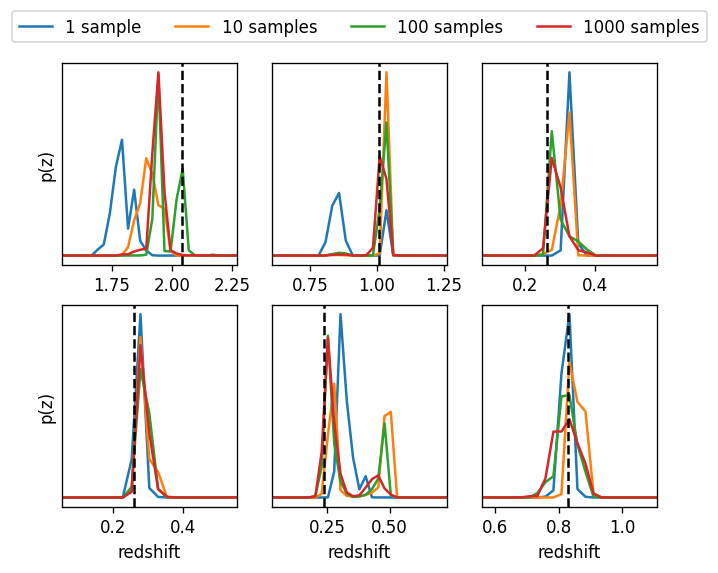 1 sample 10 samples 100 samples 1000 samples
p(z)
1.75 2.00 2.25 0.75 1.00 1.25 0.2 0.4
p(z)
0.2 0.4 0.25 0.50 0.6 0.8 1.0
redshift redshift redshift